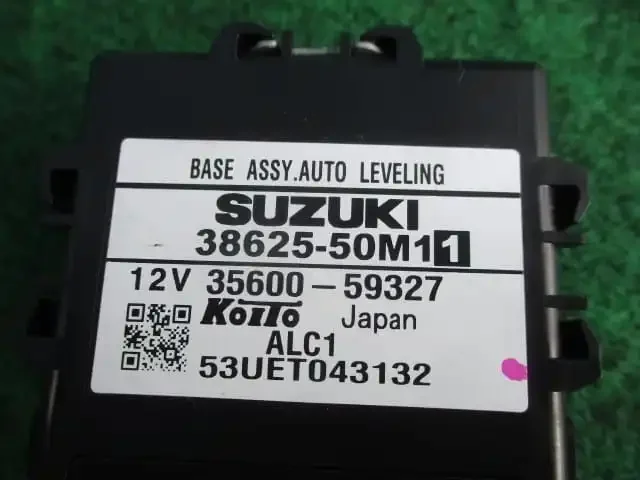 BASE ASSY.AUTO LEVELING
SUZUKI
38625-50M11
12V 35600-59327
KOITO Japan
ALC1
53UET043132